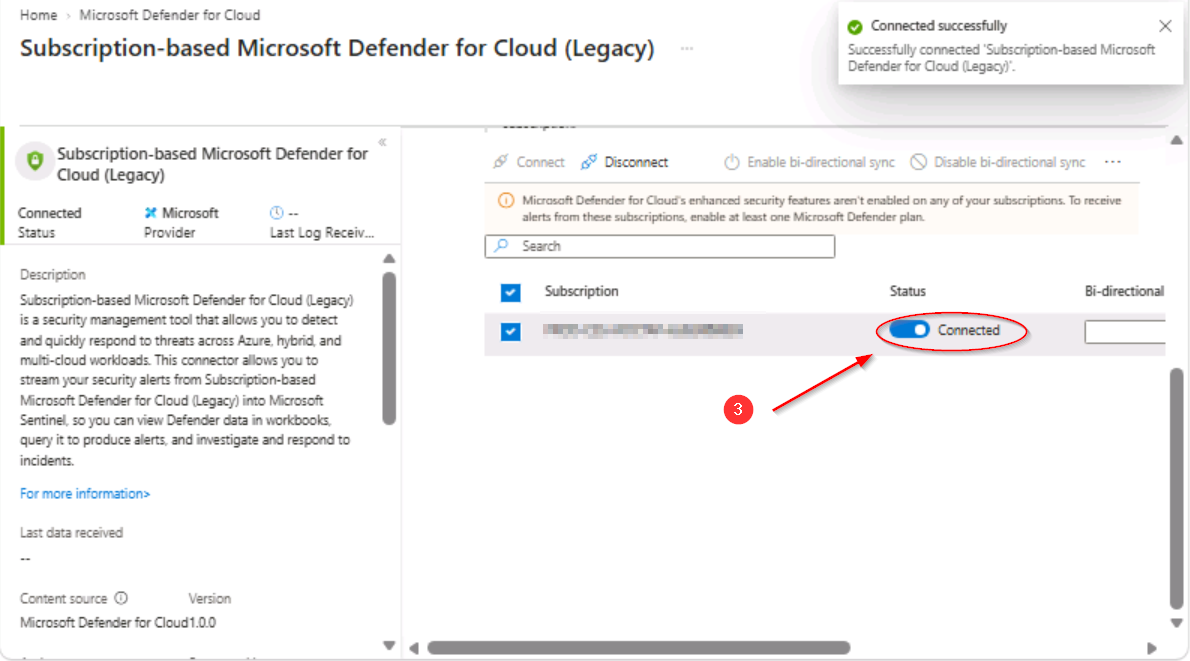 Home › Microsoft Defender for Cloud
Subscription-based Microsoft Defender for Cloud (Legacy) ···
Connected successfully
Successfully connected 'Subscription-based Microsoft
Defender for Cloud (Legacy)'.
«
Subscription-based Microsoft Defender for
Cloud (Legacy)
Connected
Status
Microsoft
Provider
--
Last Log Receiv...
Description
Subscription-based Microsoft Defender for Cloud (Legacy)
is a security management tool that allows you to detect
and quickly respond to threats across Azure, hybrid, and
multi-cloud workloads. This connector allows you to
stream your security alerts from Subscription-based
Microsoft Defender for Cloud (Legacy) into Microsoft
Sentinel, so you can view Defender data in workbooks,
query it to produce alerts, and investigate and respond to
incidents.
For more information>
Last data received
--
Content source
Version
Microsoft Defender for Cloud
1.0.0
Connect
Disconnect
Enable bi-directional sync
Disable bi-directional sync
···
Microsoft Defender for Cloud's enhanced security features aren't enabled on any of your subscriptions. To receive
alerts from these subscriptions, enable at least one Microsoft Defender plan.
Search
Subscription
Status
Bi-directional
Connected
3